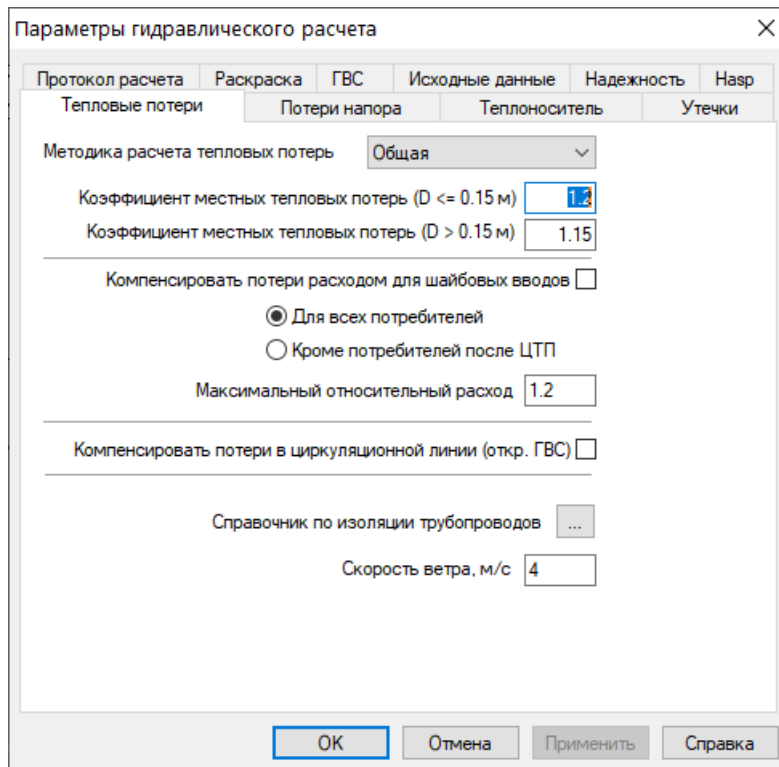 Параметры гидравлического расчета
Протокол расчета Раскраска ГВС Исходные данные Надежность Hasp
Тепловые потери Потери напора Теплоноситель Утечки
Методика расчета тепловых потерь Общая
Коэффициент местных тепловых потерь (D <= 0.15 м) 1.2
Коэффициент местных тепловых потерь (D > 0.15 м) 1.15
Компенсировать потери расходом для шайбовых вводов
Для всех потребителей
Кроме потребителей после ЦТП
Максимальный относительный расход 1.2
Компенсировать потери в циркуляционной линии (откр. ГВС)
Справочник по изоляции трубопроводов ...
Скорость ветра, м/с 4
OK Отмена Применить Справка